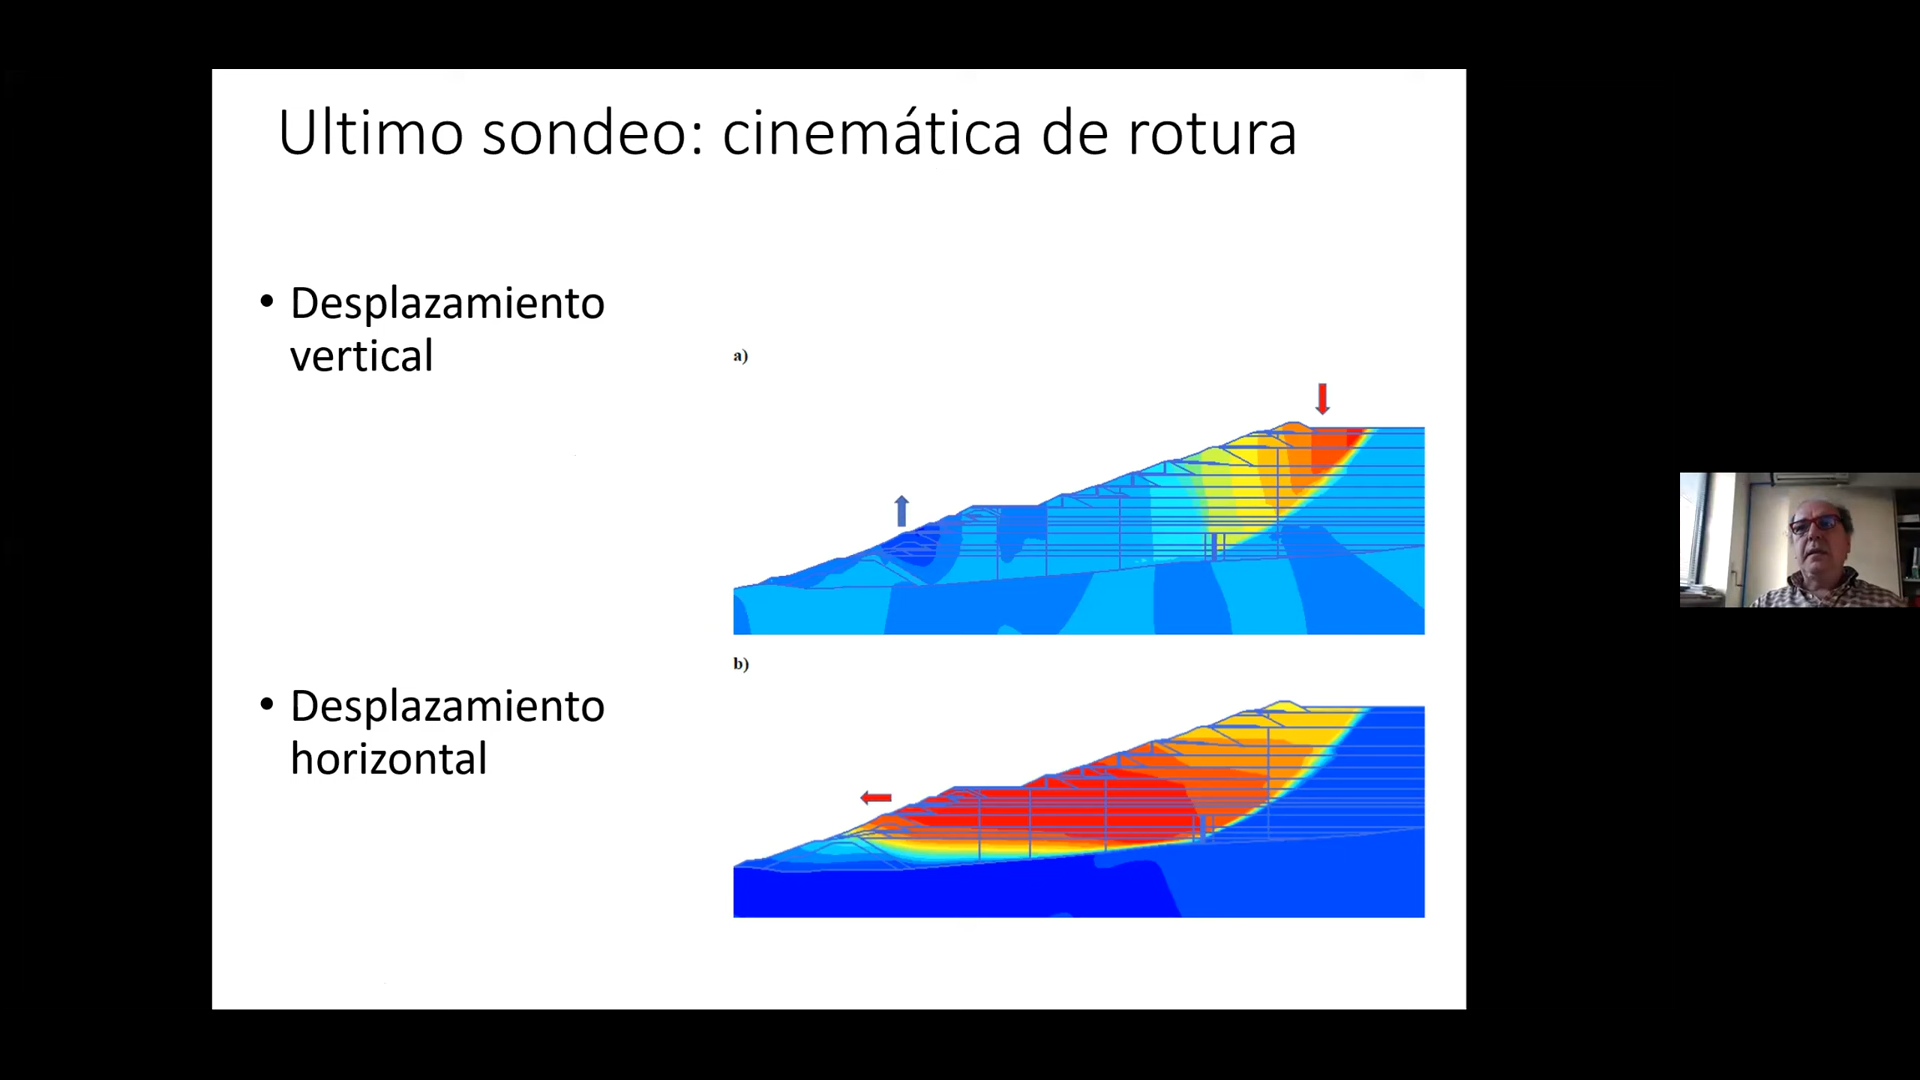 Ultimo sondeo: cinemática de rotura
• Desplazamiento
vertical
a)
b)
• Desplazamiento
horizontal